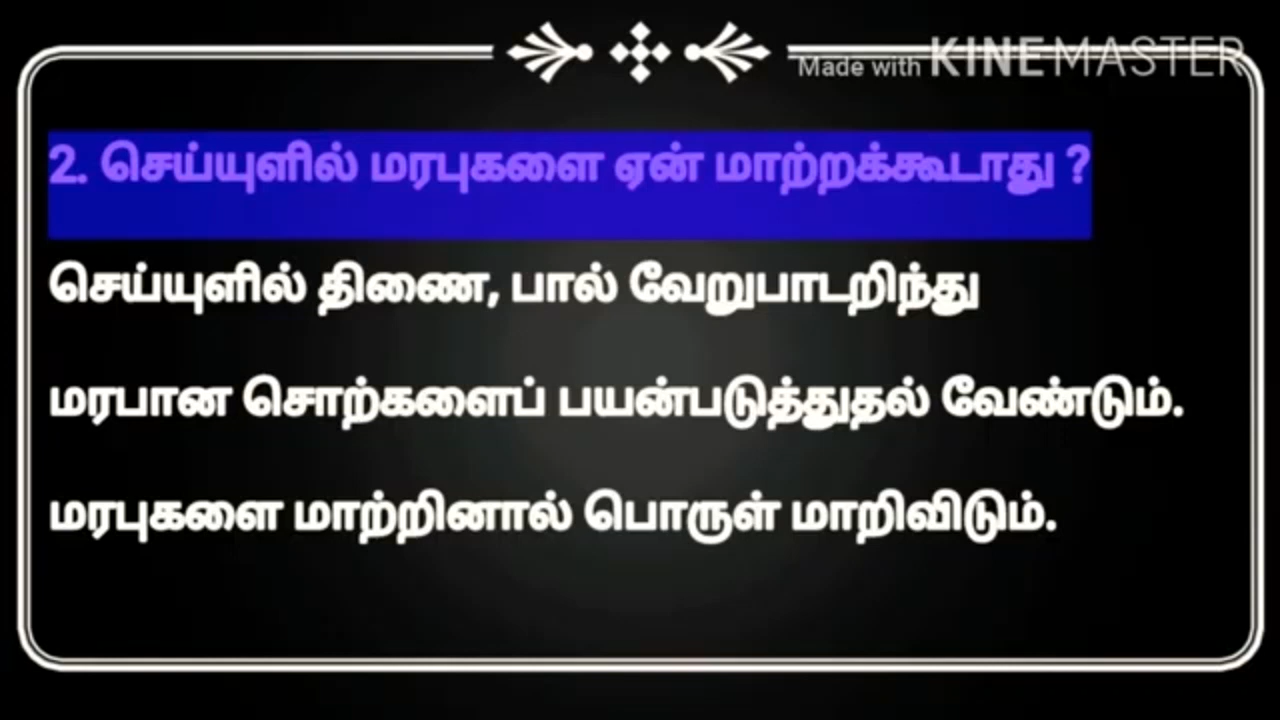 Made with KINEMASTER
2. செய்யுளில் மரபுகளை ஏன் மாற்றக்கூடாது ?
செய்யுளில் திணை, பால் வேறுபாடறிந்து
மரபான சொற்களைப் பயன்படுத்துதல் வேண்டும்.
மரபுகளை மாற்றினால் பொருள் மாறிவிடும்.